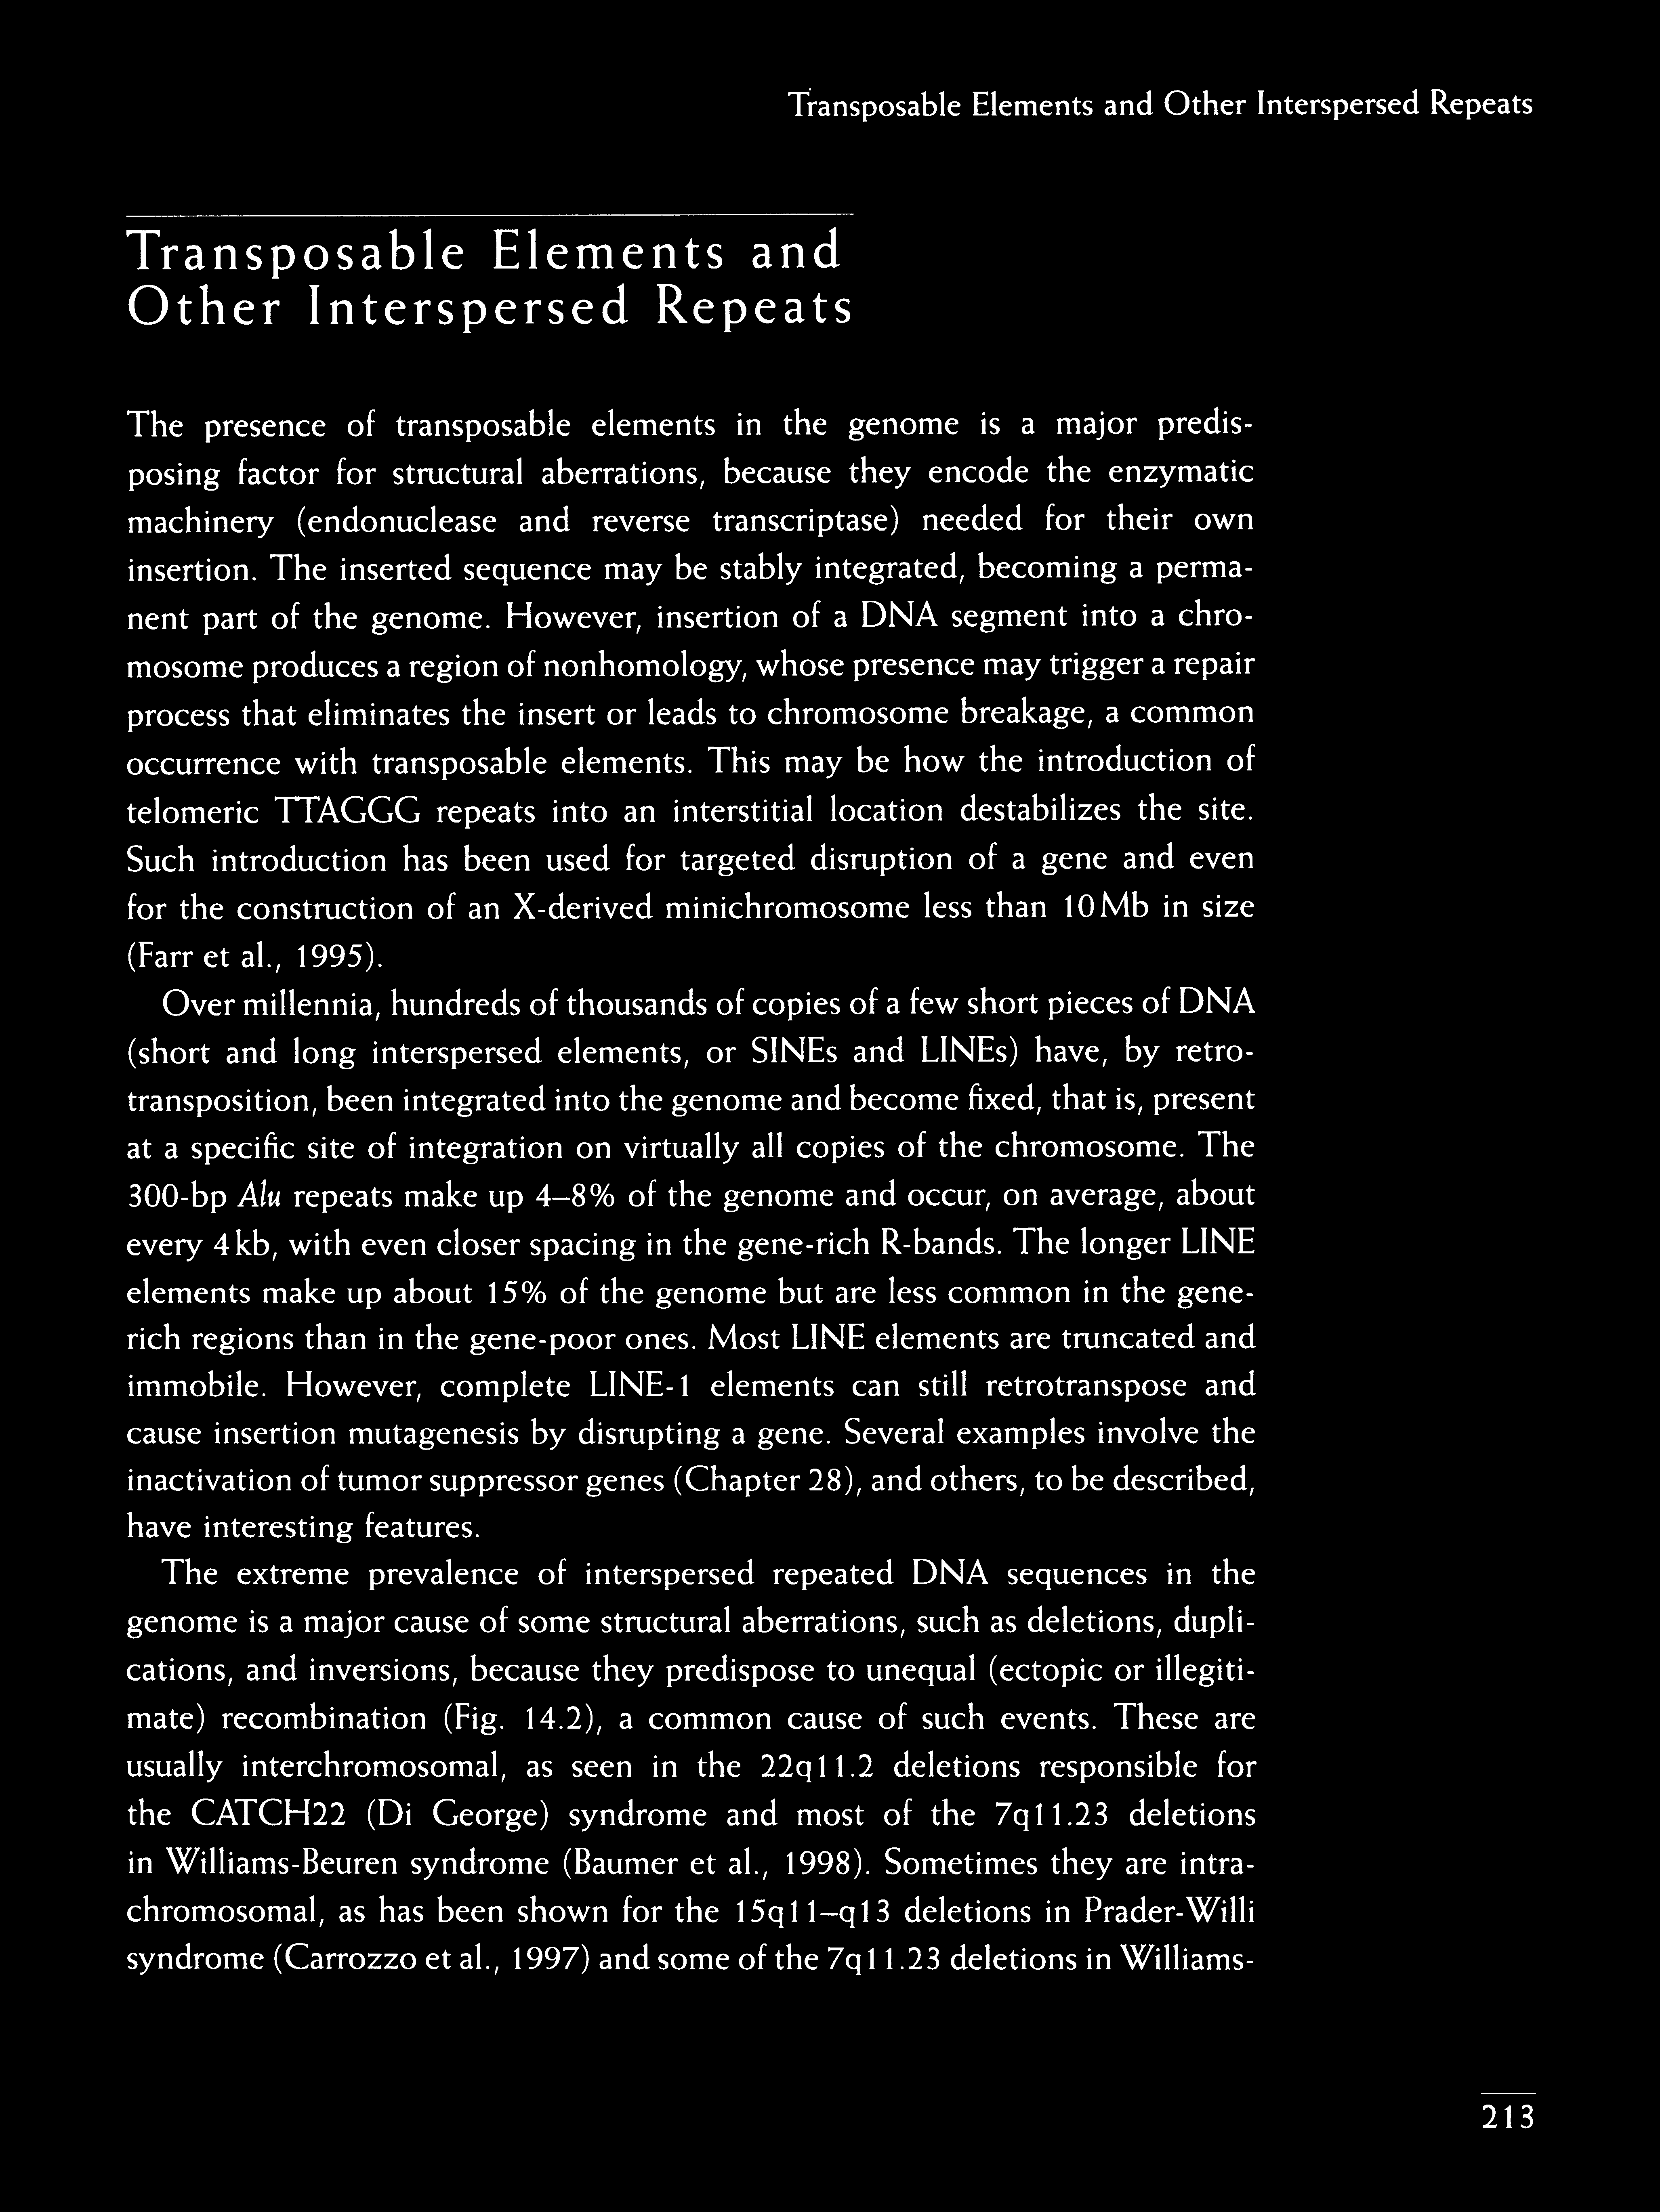 Transposable Elements and Other Interspersed Repeats
Transposable Elements and
Other Interspersed Repeats
The presence of transposable elements in the genome is a major predis-
posing factor for structural aberrations, because they encode the enzymatic
machinery (endonuclease and reverse transcriptase) needed for their own
insertion. The inserted sequence may be stably integrated, becoming a perma-
nent part of the genome. However, insertion of a DNA segment into a chro-
mosome produces a region of nonhomology, whose presence may trigger a repair
process that eliminates the insert or leads to chromosome breakage, a common
occurrence with transposable elements. This may be how the introduction of
telomeric TTAGGG repeats into an interstitial location destabilizes the site.
Such introduction has been used for targeted disruption of a gene and even
for the construction of an X-derived minichromosome less than 10 Mb in size
(Farr et al., 1995).
Over millennia, hundreds of thousands of copies of a few short pieces of DNA
(short and long interspersed elements, or SINEs and LINEs) have, by retro-
transposition, been integrated into the genome and become fixed, that is, present
at a specific site of integration on virtually all copies of the chromosome. The
300-bp Alu repeats make up 4–8% of the genome and occur, on average, about
every 4 kb, with even closer spacing in the gene-rich R-bands. The longer LINE
elements make up about 15% of the genome but are less common in the gene-
rich regions than in the gene-poor ones. Most LINE elements are truncated and
immobile. However, complete LINE-1 elements can still retrotranspose and
cause insertion mutagenesis by disrupting a gene. Several examples involve the
inactivation of tumor suppressor genes (Chapter 28), and others, to be described,
have interesting features.
The extreme prevalence of interspersed repeated DNA sequences in the
genome is a major cause of some structural aberrations, such as deletions, dupli-
cations, and inversions, because they predispose to unequal (ectopic or illegiti-
mate) recombination (Fig. 14.2), a common cause of such events. These are
usually interchromosomal, as seen in the 22q11.2 deletions responsible for
the CATCH22 (Di George) syndrome and most of the 7q11.23 deletions
in Williams-Beuren syndrome (Baumer et al., 1998). Sometimes they are intra-
chromosomal, as has been shown for the 15q11–q13 deletions in Prader-Willi
syndrome (Carrozzo et al., 1997) and some of the 7q11.23 deletions in Williams-
213